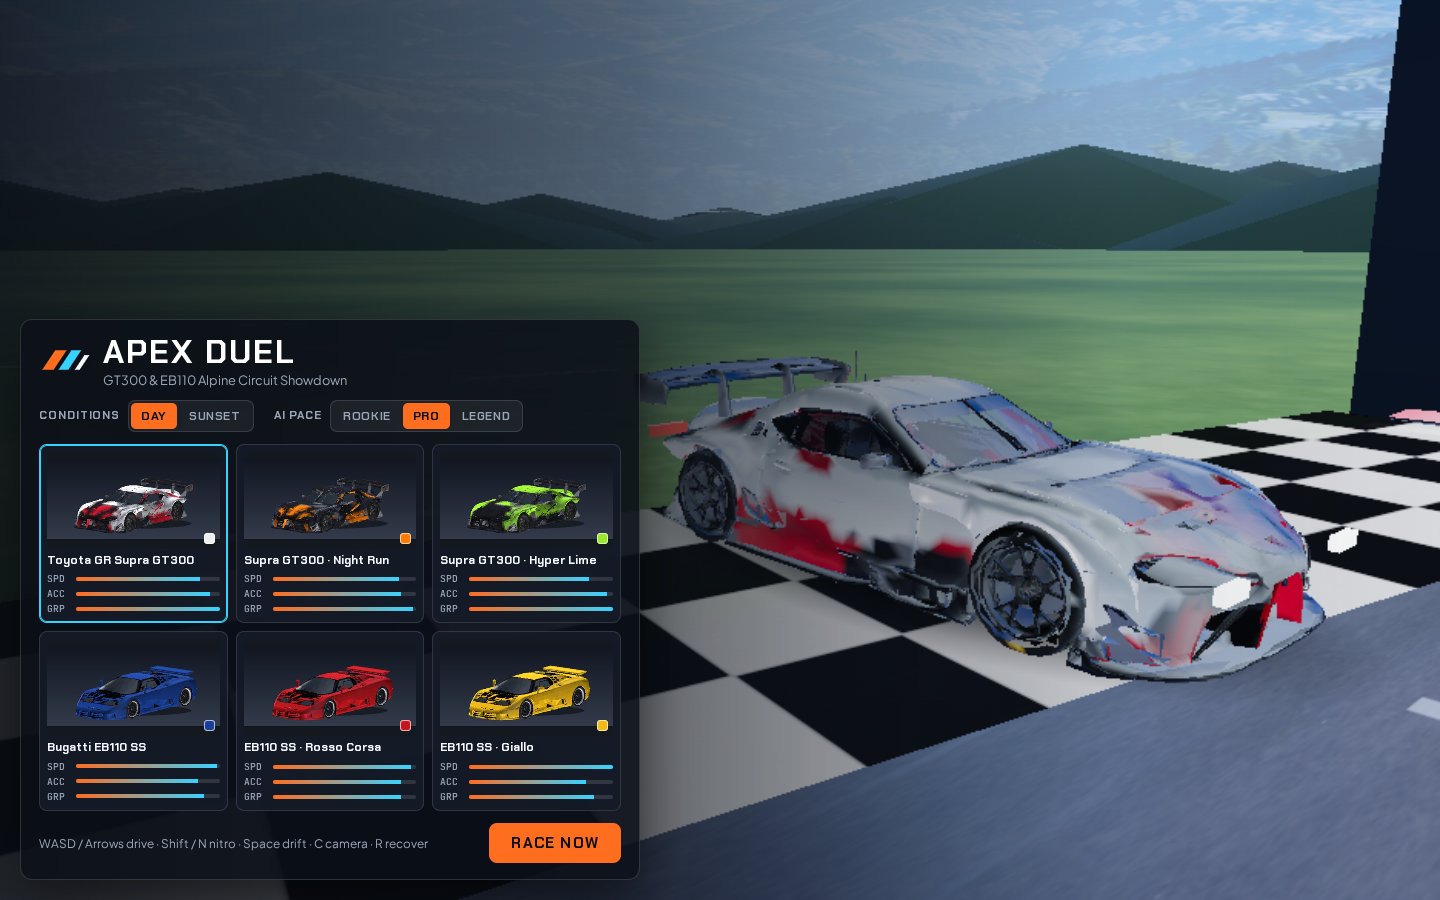 APEX DUEL
GT300 & EB110 Alpine Circuit Showdown
CONDITIONS DAY SUNSET AI PACE ROOKIE PRO LEGEND
Toyota GR Supra GT300
SPD
ACC
GRP
Supra GT300 · Night Run
SPD
ACC
GRP
Supra GT300 · Hyper Lime
SPD
ACC
GRP
Bugatti EB110 SS
SPD
ACC
GRP
EB110 SS · Rosso Corsa
SPD
ACC
GRP
EB110 SS · Giallo
SPD
ACC
GRP
WASD / Arrows drive · Shift / N nitro · Space drift · C camera · R recover
RACE NOW